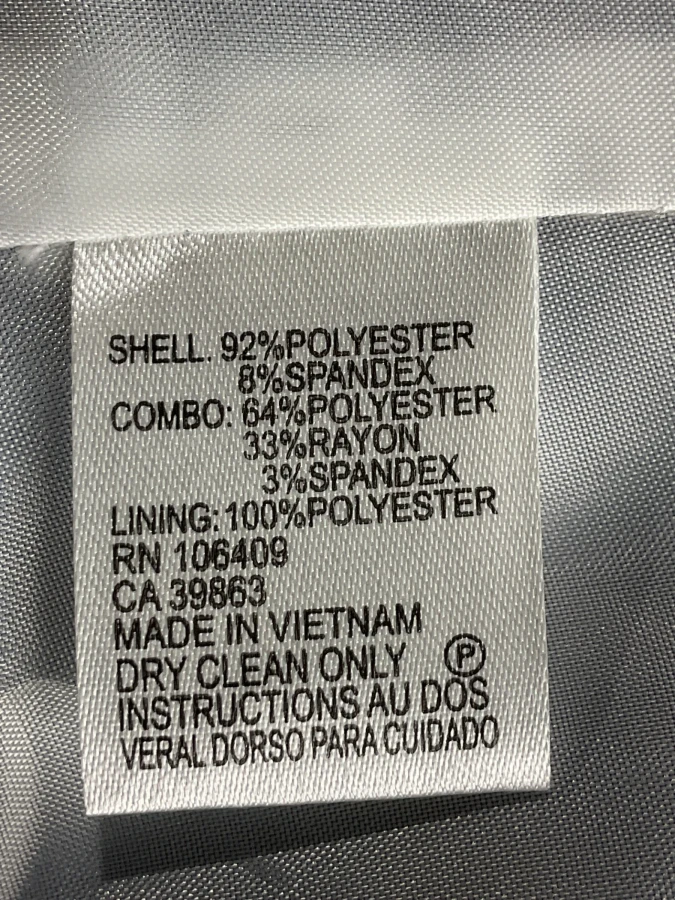 SHELL. 92%POLYESTER
8%SPANDEX
COMBO: 64%POLYESTER
33%RAYON
3%SPANDEX
LINING: 100%POLYESTER
RN 106409
CA 39863
MADE IN VIETNAM
DRY CLEAN ONLY Ⓟ
INSTRUCTIONS AU DOS
VERAL DORSO PARA CUIDADO